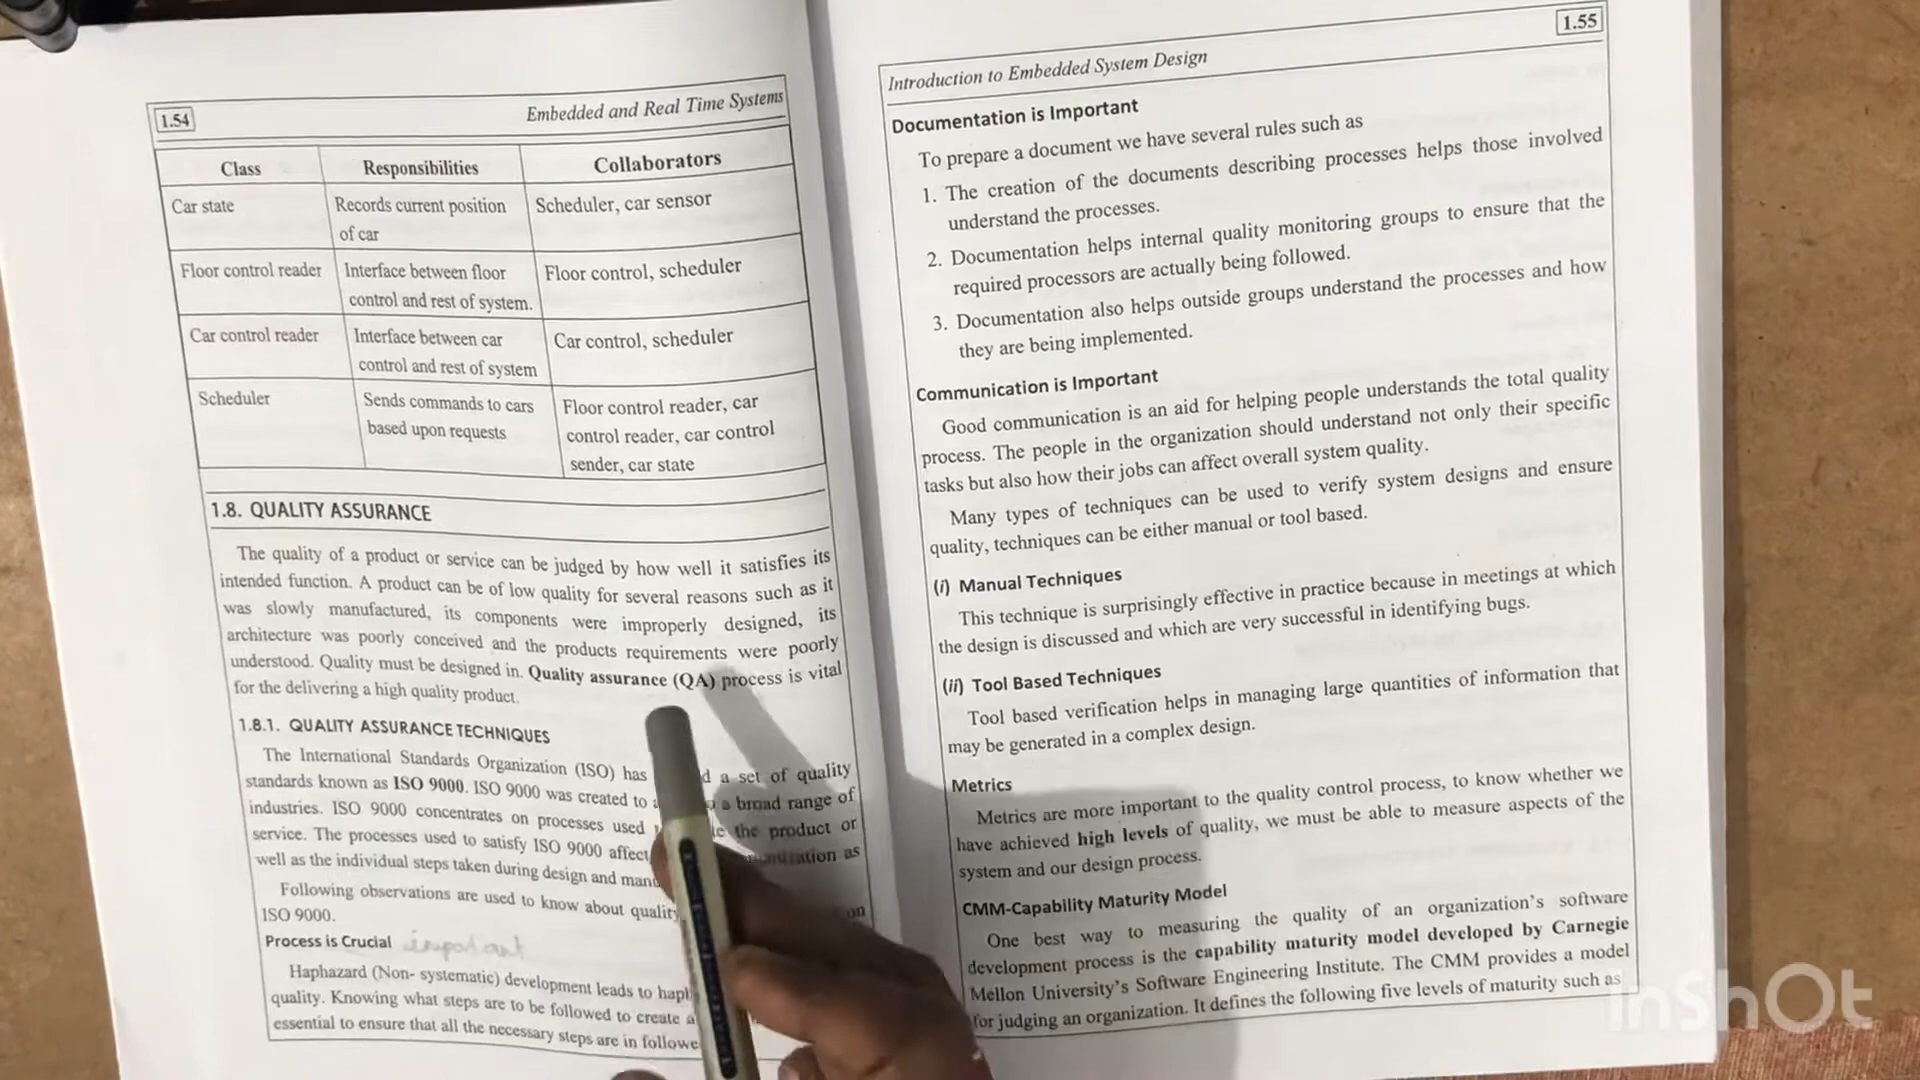 1.54
Embedded and Real Time Systems
Class Responsibilities Collaborators
Car state Records current position Scheduler, car sensor
of car
Floor control reader Interface between floor Floor control, scheduler
control and rest of system.
Car control reader Interface between car Car control, scheduler
control and rest of system
Scheduler Sends commands to cars Floor control reader, car
based upon requests control reader, car control
sender, car state
1.8. QUALITY ASSURANCE
The quality of a product or service can be judged by how well it satisfies its
intended function. A product can be of low quality for several reasons such as it
was slowly manufactured, its components were improperly designed, its
architecture was poorly conceived and the products requirements were poorly
understood. Quality must be designed in. Quality assurance (QA) process is vital
for the delivering a high quality product.
1.8.1. QUALITY ASSURANCE TECHNIQUES
The International Standards Organization (ISO) has a set of quality
standards known as ISO 9000. ISO 9000 was created to a broad range of
industries. ISO 9000 concentrates on processes used the product or
service. The processes used to satisfy ISO 9000 affect as
well as the individual steps taken during design and
Following observations are used to know about quality
ISO 9000.
Process is Crucial important
Haphazard (Non- systematic) development leads to
quality. Knowing what steps are to be followed to create a
essential to ensure that all the necessary steps are in
Introduction to Embedded System Design
1.55
Documentation is Important
To prepare a document we have several rules such as
1. The creation of the documents describing processes helps those involved
understand the processes.
2. Documentation helps internal quality monitoring groups to ensure that the
required processors are actually being followed.
3. Documentation also helps outside groups understand the processes and how
they are being implemented.
Communication is Important
Good communication is an aid for helping people understands the total quality
process. The people in the organization should understand not only their specific
tasks but also how their jobs can affect overall system quality.
Many types of techniques can be used to verify system designs and ensure
quality, techniques can be either manual or tool based.
(i) Manual Techniques
This technique is surprisingly effective in practice because in meetings at which
the design is discussed and which are very successful in identifying bugs.
(ii) Tool Based Techniques
Tool based verification helps in managing large quantities of information that
may be generated in a complex design.
Metrics
Metrics are more important to the quality control process, to know whether we
have achieved high levels of quality, we must be able to measure aspects of the
system and our design process.
CMM-Capability Maturity Model
One best way to measuring the quality of an organization's software
development process is the capability maturity model developed by Carnegie
Mellon University's Software Engineering Institute. The CMM provides a model
for judging an organization. It defines the following five levels of maturity such as
InShOt